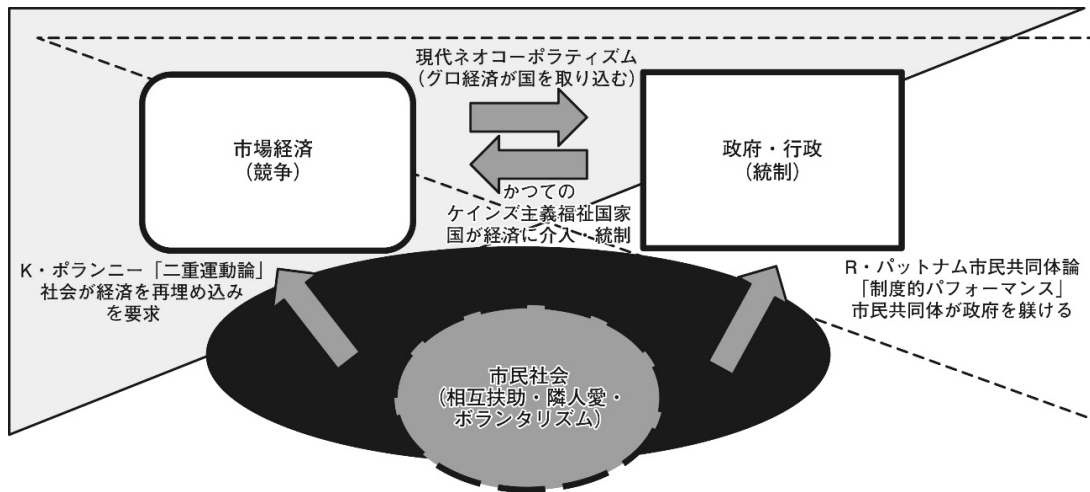 現代ネオコーポラティズム
（グロ経済が国を取り込む）
市場経済
（競争）
政府・行政
（統制）
かつての
ケインズ主義福祉国家
国が経済に介入・統制
K・ポランニー「二重運動論」
社会が経済を再埋め込み
を要求
R・パットナム市民共同体論
「制度的パフォーマンス」
市民共同体が政府を躾ける
市民社会
（相互扶助・隣人愛・
ボランタリズム）